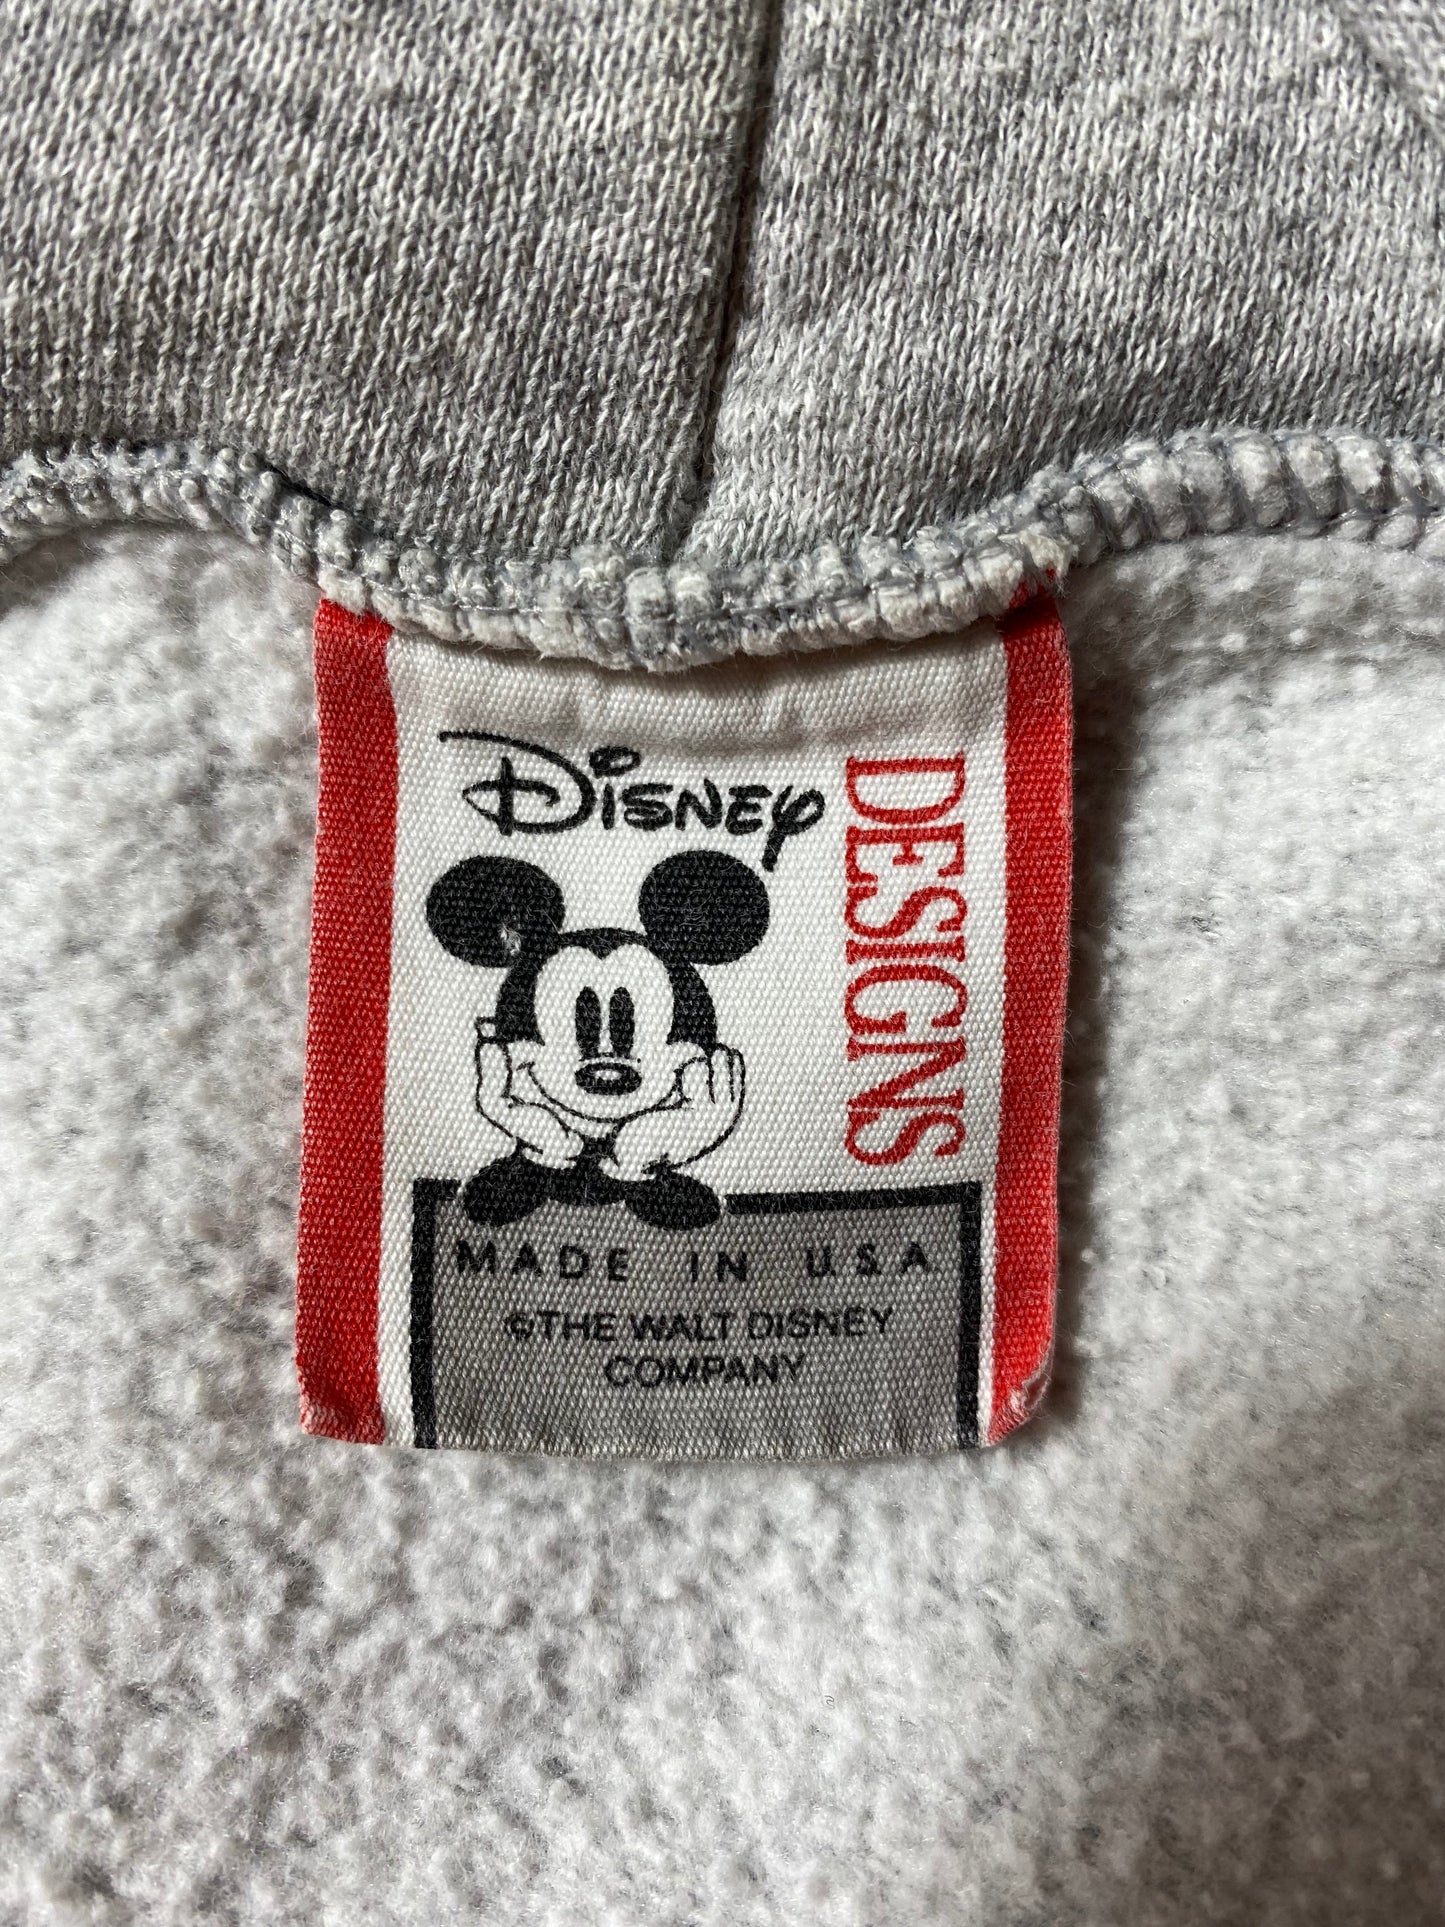 Disney
DESIGNS
MADE IN U.S.A
©THE WALT DISNEY
COMPANY